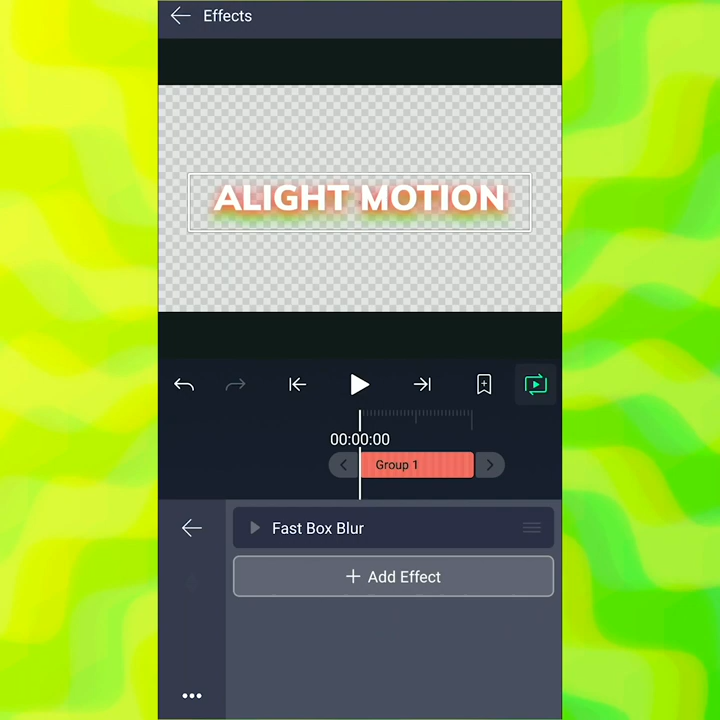 Effects
ALIGHT MOTION
00:00:00
Group 1
Fast Box Blur
+ Add Effect